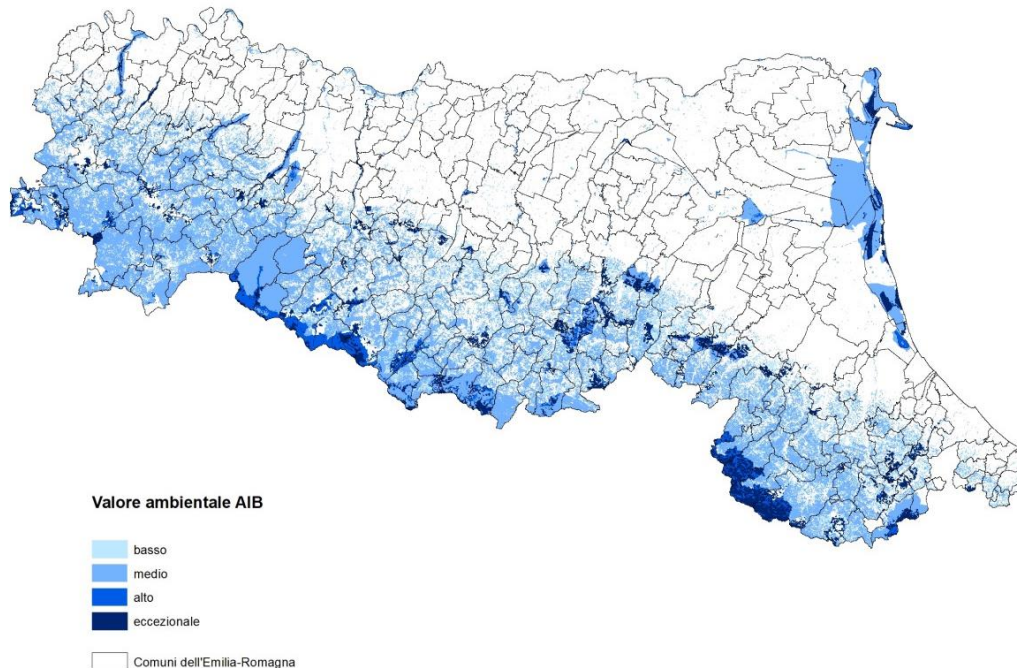 Valore ambientale AIB
basso
medio
alto
eccezionale
Comuni dell'Emilia-Romagna